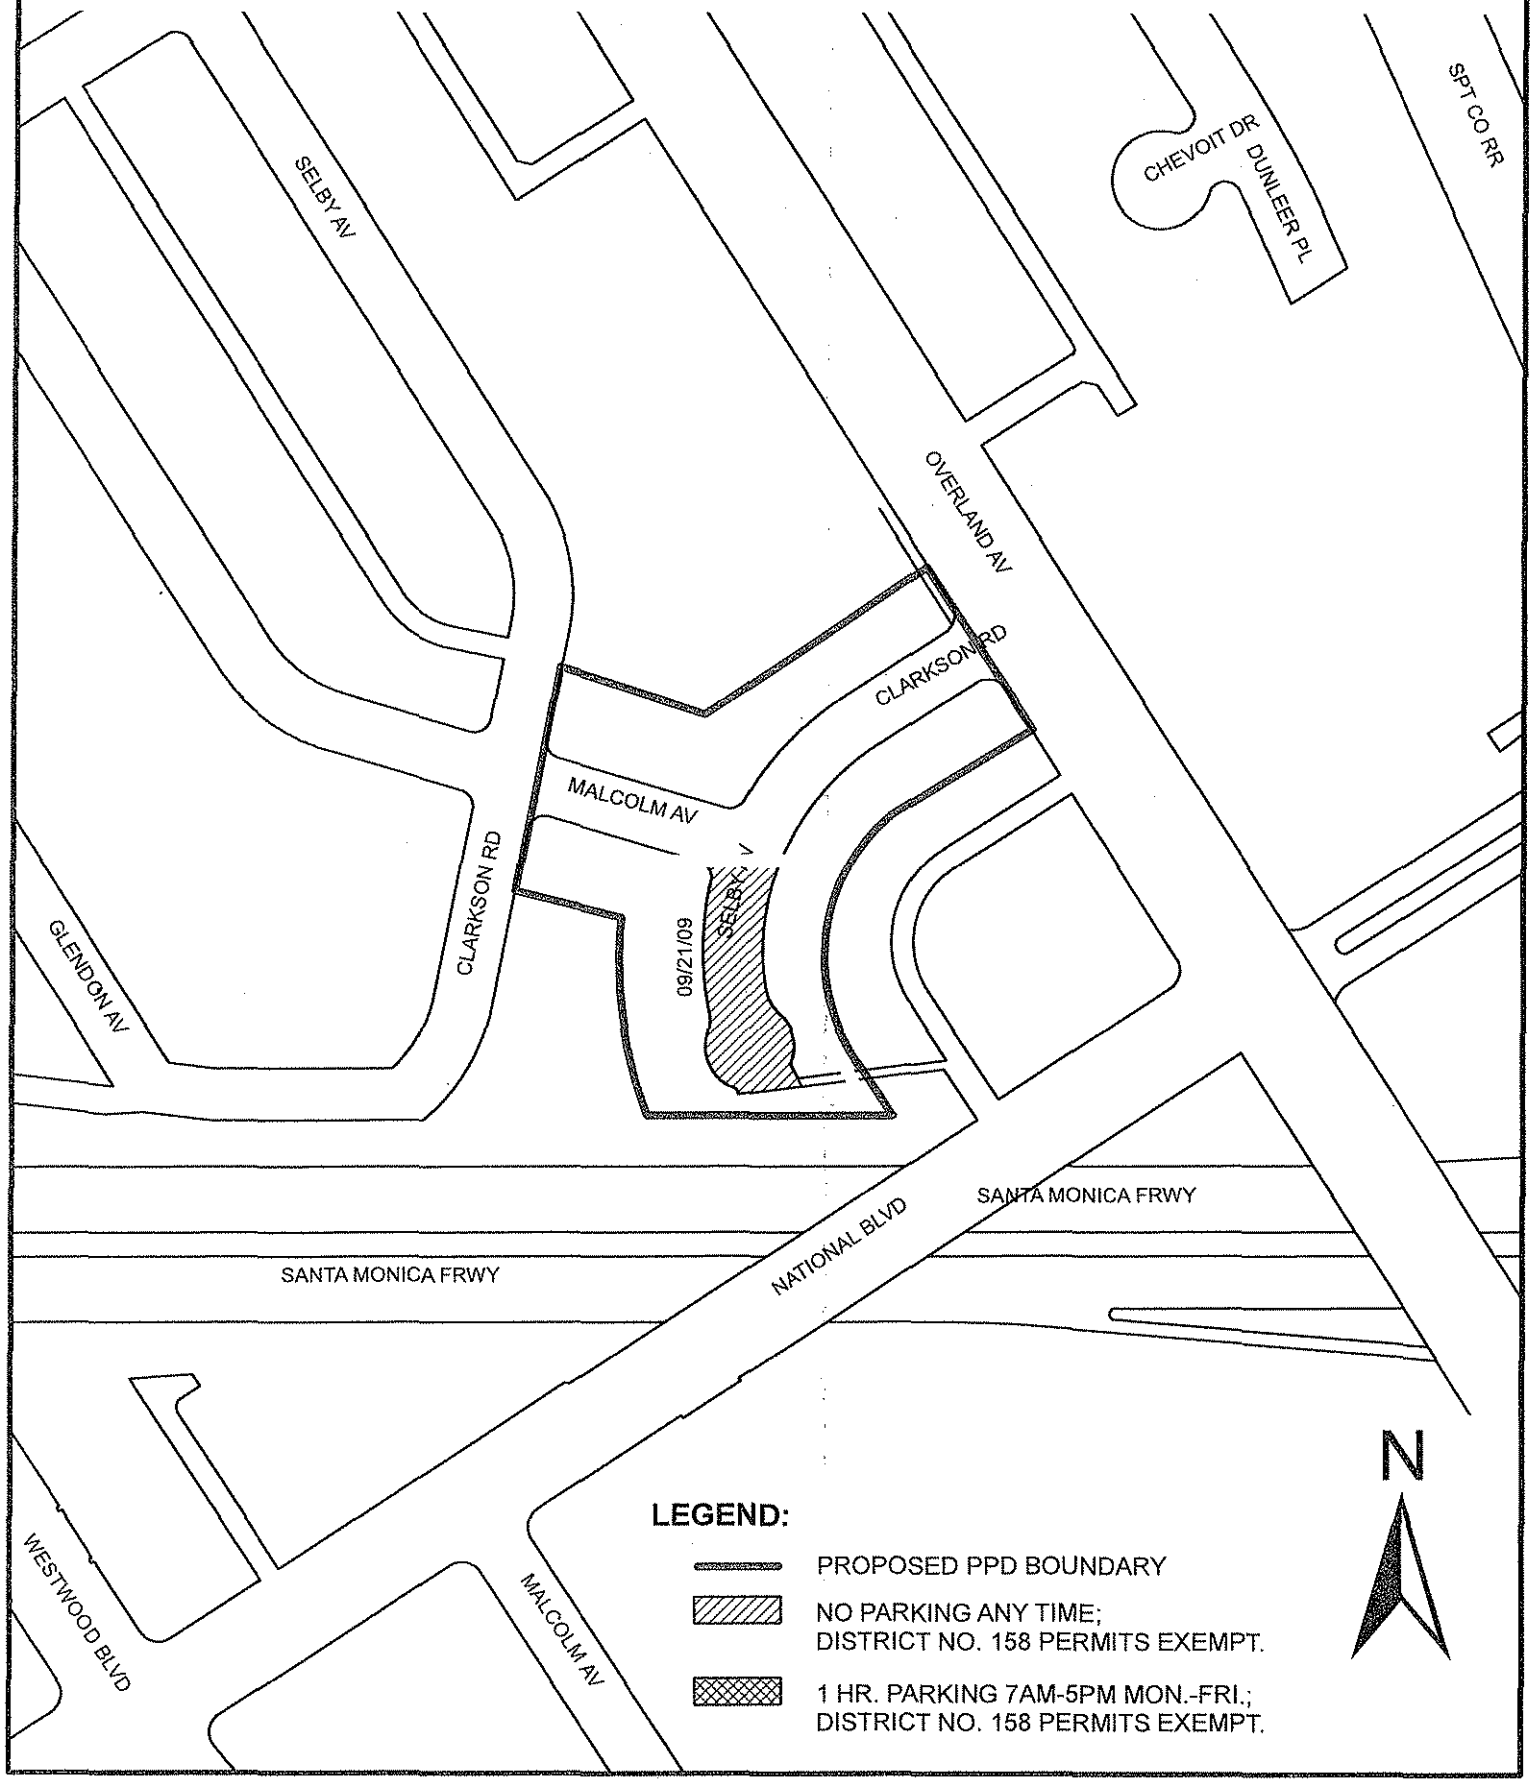 SPT CO RR
CHEVOIT DR
DUNLEER PL
SELBY AV
OVERLAND AV
CLARKSON RD
MALCOLM AV
SELBY AV
09/21/09
CLARKSON RD
GLENDON AV
SANTA MONICA FRWY
NATIONAL BLVD
SANTA MONICA FRWY
N
LEGEND:
PROPOSED PPD BOUNDARY
NO PARKING ANY TIME;
DISTRICT NO. 158 PERMITS EXEMPT.
1 HR. PARKING 7AM-5PM MON.-FRI.;
DISTRICT NO. 158 PERMITS EXEMPT.
WESTWOOD BLVD
MALCOLM AV